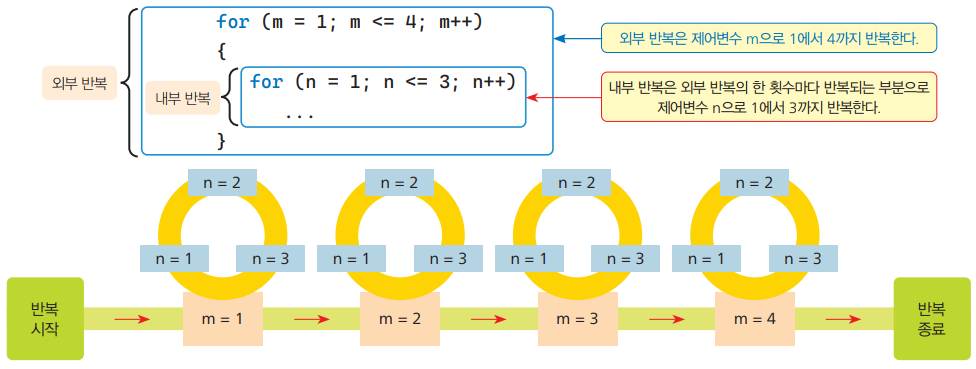 for (m = 1; m <= 4; m++)
{
외부 반복은 제어변수 m으로 1에서 4까지 반복한다.
외부 반복
내부 반복
for (n = 1; n <= 3; n++)
...
내부 반복은 외부 반복의 한 횟수마다 반복되는 부분으로
제어변수 n으로 1에서 3까지 반복한다.
}
n = 2
n = 2
n = 2
n = 2
n = 1
n = 3
n = 1
n = 3
n = 1
n = 3
n = 1
n = 3
반복
시작
m = 1
m = 2
m = 3
m = 4
반복
종료